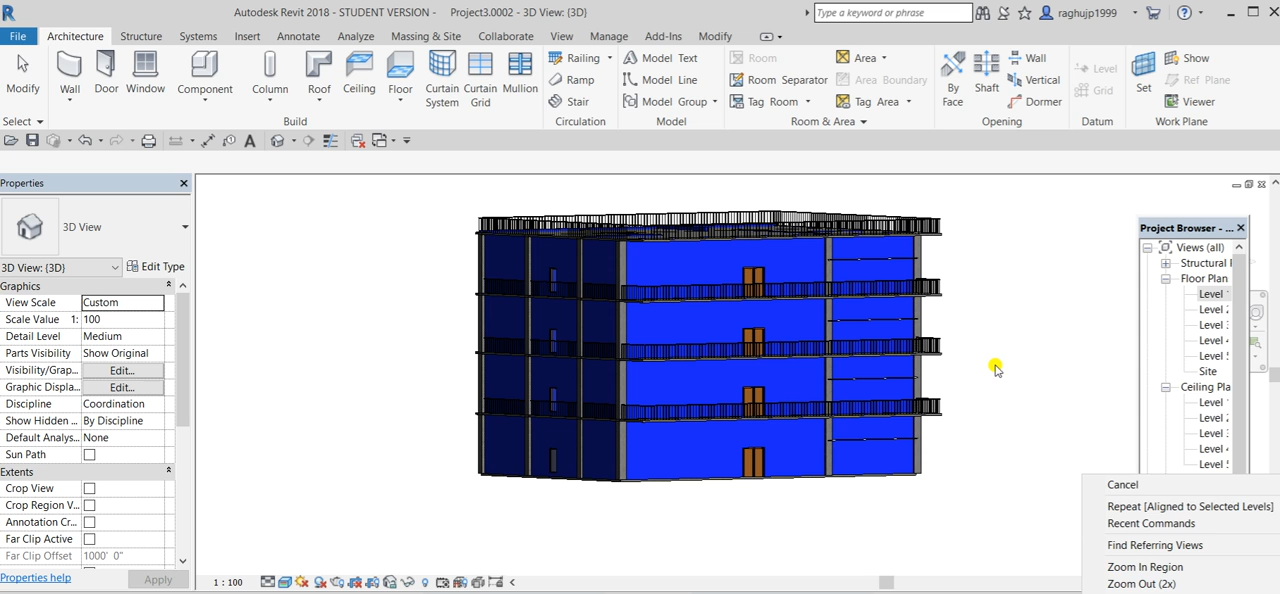 Autodesk Revit 2018 - STUDENT VERSION - Project3.0002 - 3D View: {3D}
Type a keyword or phrase
raghujp1999
File Architecture Structure Systems Insert Annotate Analyze Massing & Site Collaborate View Manage Add-Ins Modify
Modify Wall Door Window Component Column Roof Ceiling Floor Curtain System Curtain Grid Mullion
Railing
Ramp
Stair
Model Text
Model Line
Model Group
Room
Room Separator
Tag Room
Area
Area Boundary
Tag Area
By Face
Shaft
Wall
Vertical
Dormer
Level
Grid
Set
Show
Ref Plane
Viewer
Select Build Circulation Model Room & Area Opening Datum Work Plane
Properties
3D View
3D View: {3D} Edit Type
Graphics
View Scale Custom
Scale Value 1: 100
Detail Level Medium
Parts Visibility Show Original
Visibility/Grap... Edit...
Graphic Displa... Edit...
Discipline Coordination
Show Hidden ... By Discipline
Default Analys... None
Sun Path
Extents
Crop View
Crop Region V...
Annotation Cr...
Far Clip Active
Far Clip Offset 1000' 0"
Properties help Apply
1 : 100
Project Browser - ...
Views (all)
Structural
Floor Plan
Level
Level
Level
Level
Level
Site
Ceiling Pla
Level
Level
Level
Level
Level
Cancel
Repeat [Aligned to Selected Levels]
Recent Commands
Find Referring Views
Zoom In Region
Zoom Out (2x)